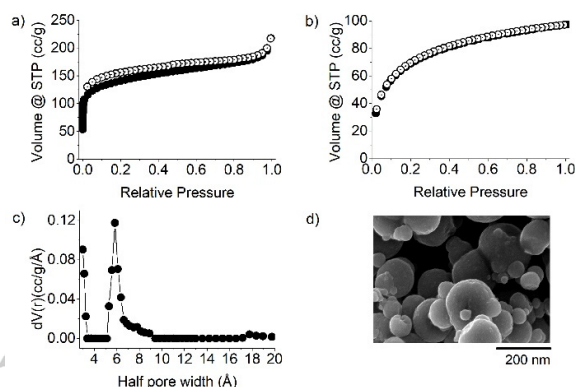 a)
250
200
150
100
50
0
Volume @ STP (cc/g)
0.0 0.2 0.4 0.6 0.8 1.0
Relative Pressure
b)
100
80
60
40
20
0
Volume @ STP (cc/g)
0.0 0.2 0.4 0.6 0.8 1.0
Relative Pressure
c)
0.12
0.08
0.04
0.00
dV(r)(cc/g/Å)
4 6 8 10 12 14 16 18 20
Half pore width (Å)
d)
200 nm